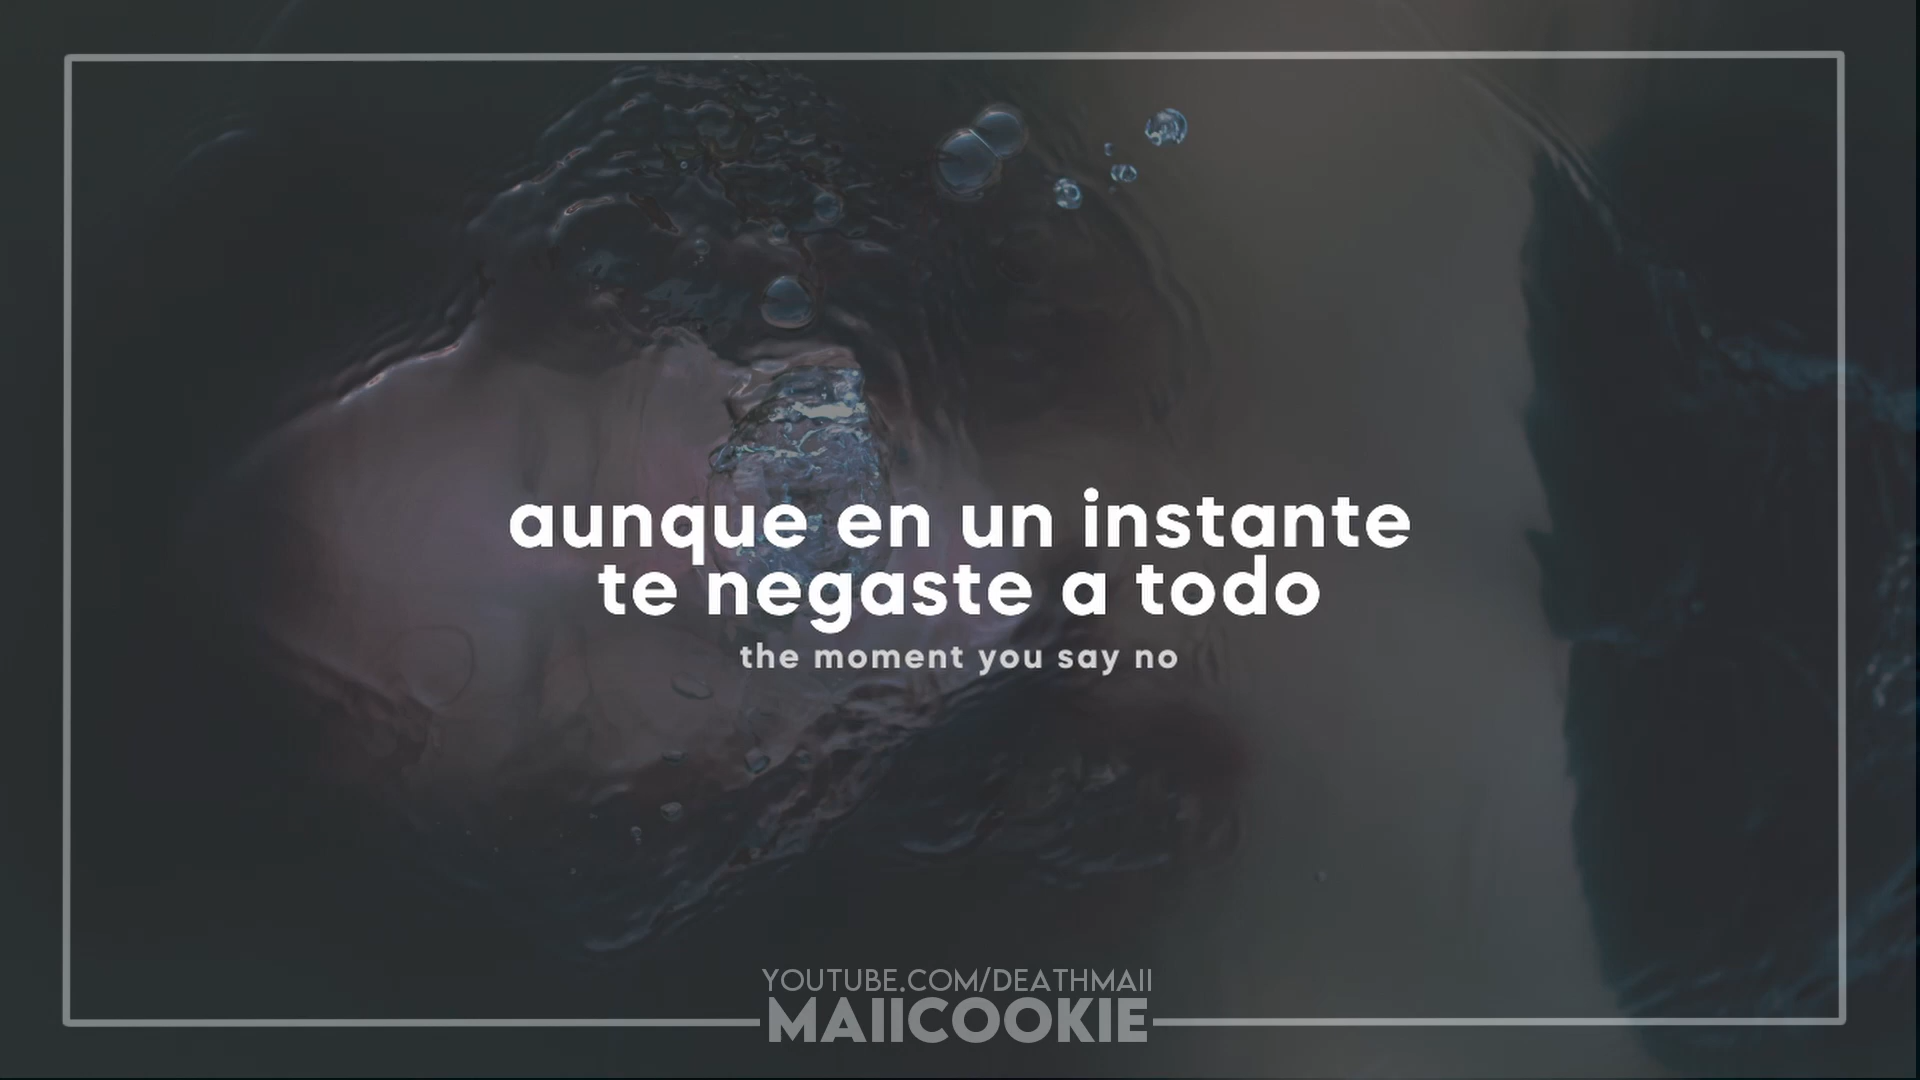 aunque en un instante
te negaste a todo
the moment you say no
YOUTUBE.COM/DEATHMAII
MAIICOOKIE